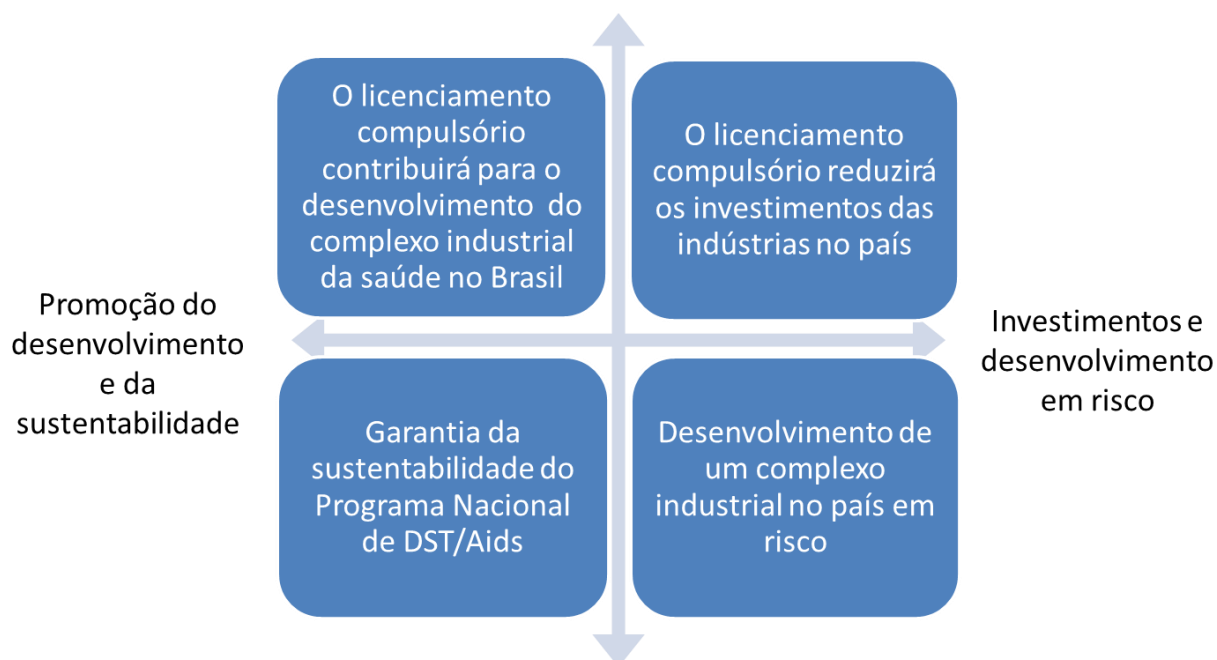 O licenciamento
compulsório
contribuirá para o
desenvolvimento do
complexo industrial
da saúde no Brasil
O licenciamento
compulsório reduzirá
os investimentos das
indústrias no país
Promoção do
desenvolvimento
e da
sustentabilidade
Investimentos e
desenvolvimento
em risco
Garantia da
sustentabilidade do
Programa Nacional
de DST/Aids
Desenvolvimento de
um complexo
industrial no país em
risco